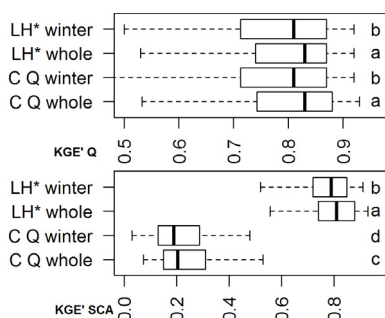 LH* winter b
LH* whole a
C Q winter b
C Q whole a
KGE' Q 0.5 0.6 0.7 0.8 0.9
LH* winter b
LH* whole a
C Q winter d
C Q whole c
KGE' SCA 0.0 0.2 0.4 0.6 0.8